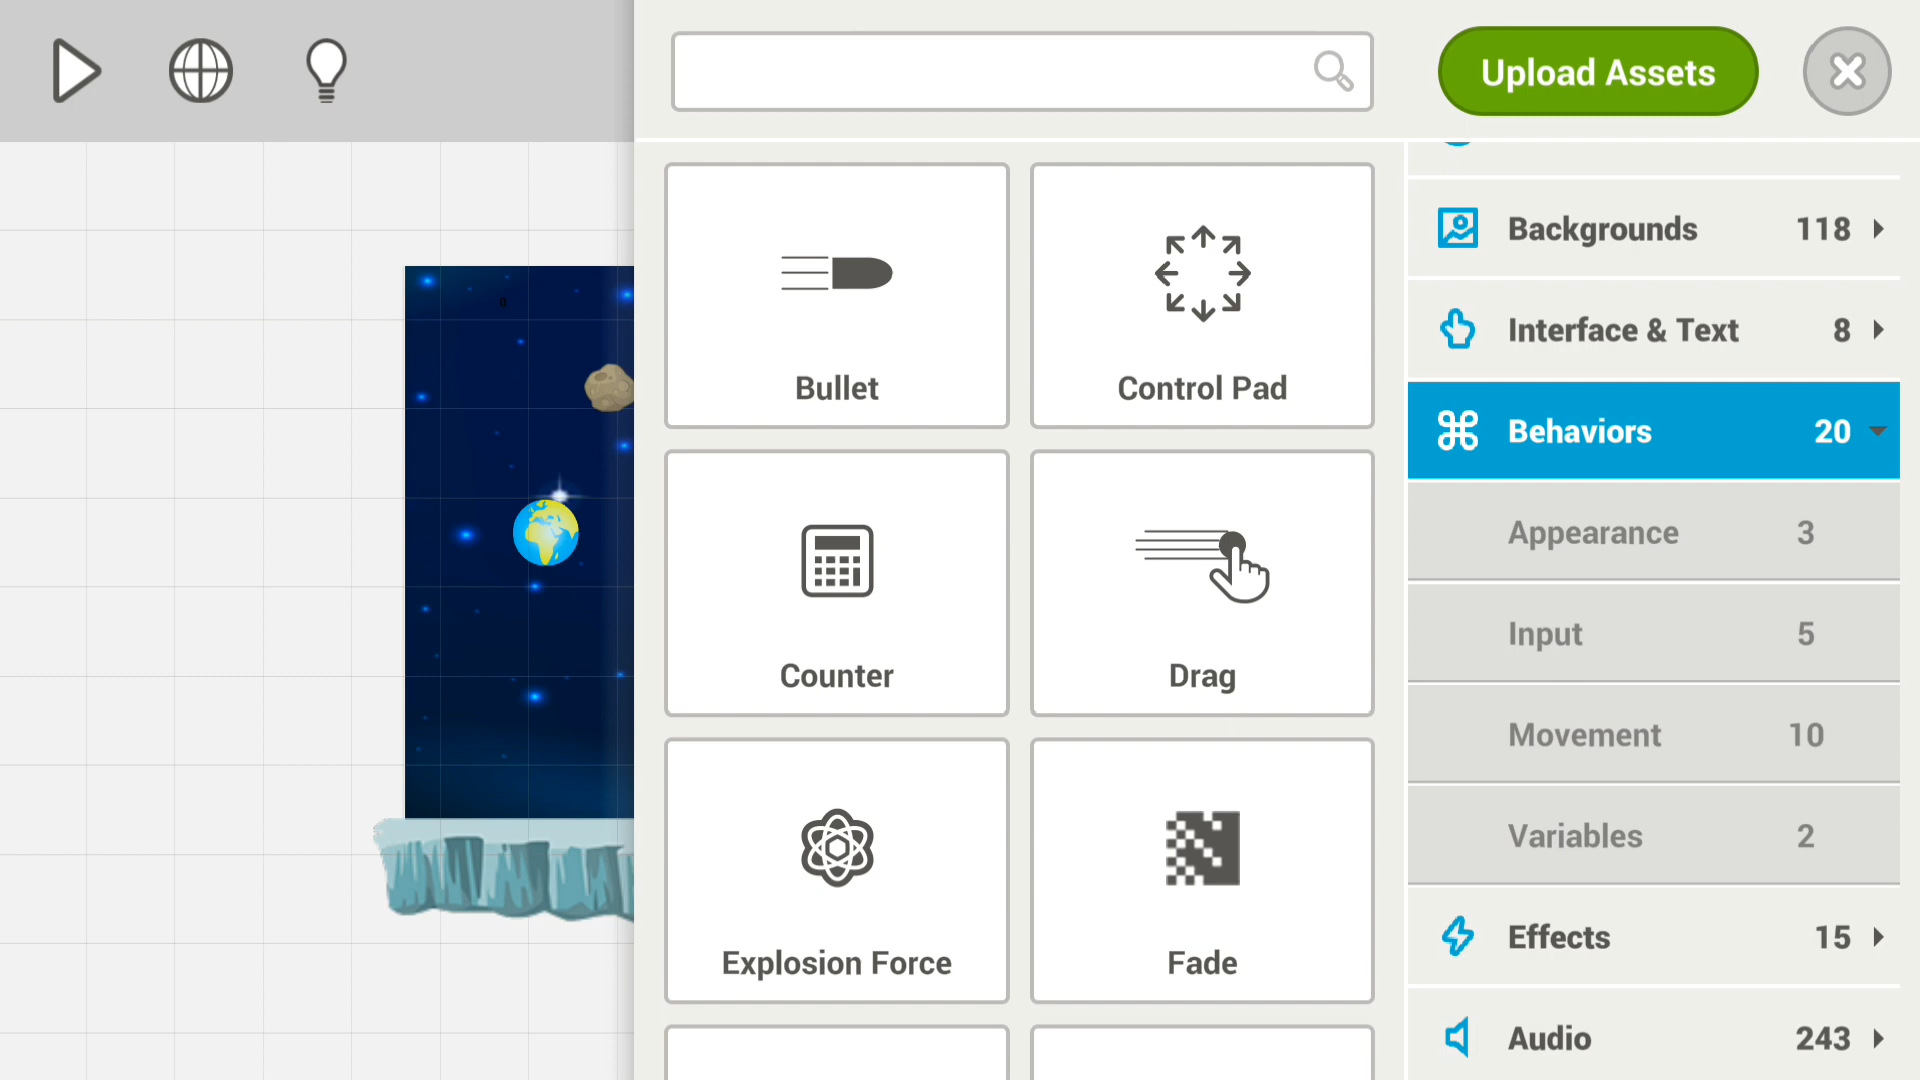 Upload Assets
Bullet
Control Pad
Counter
Drag
Explosion Force
Fade
Backgrounds 118
Interface & Text 8
Behaviors 20
Appearance 3
Input 5
Movement 10
Variables 2
Effects 15
Audio 243